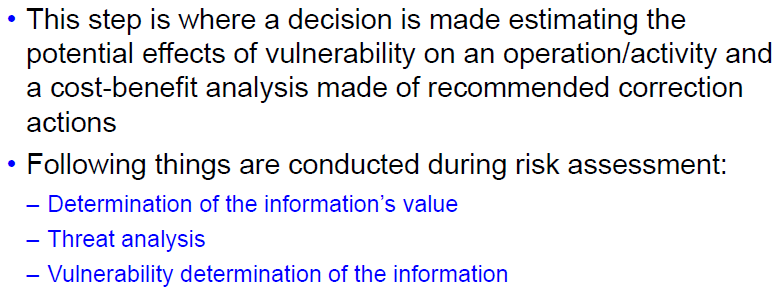 • This step is where a decision is made estimating the
potential effects of vulnerability on an operation/activity and
a cost-benefit analysis made of recommended correction
actions
• Following things are conducted during risk assessment:
– Determination of the information's value
– Threat analysis
– Vulnerability determination of the information